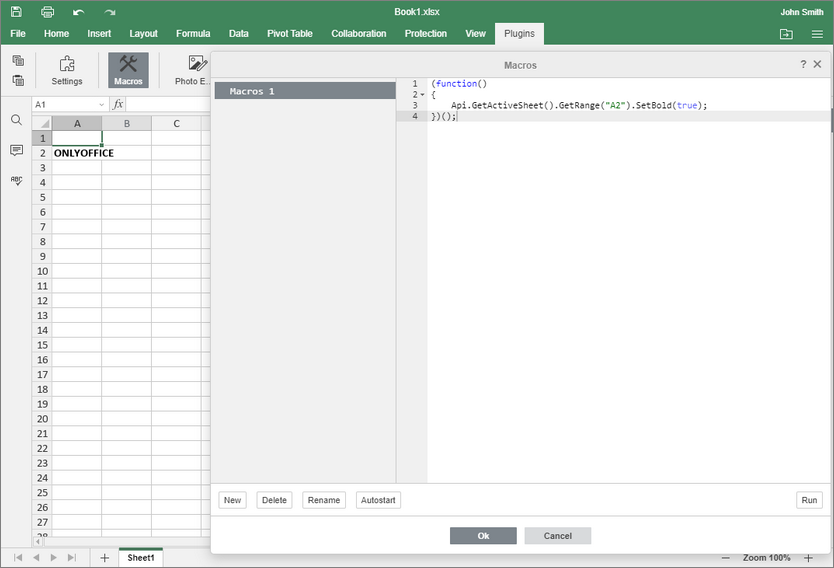 Book1.xlsx
John Smith
File Home Insert Layout Formula Data Pivot Table Collaboration Protection View Plugins
Settings Macros Photo E...
Macros ? ✕
A1 fx
A B C
1
2 ONLYOFFICE
3
4
5
6
7
8
9
10
11
12
13
14
15
16
17
18
19
20
21
22
23
24
25
26
27
28
ABC
Macros 1
1 (function()
2 {
3 Api.GetActiveSheet().GetRange("A2").SetBold(true);
4 })();
New Delete Rename Autostart Run
Ok Cancel
+ Sheet1 − Zoom 100% +